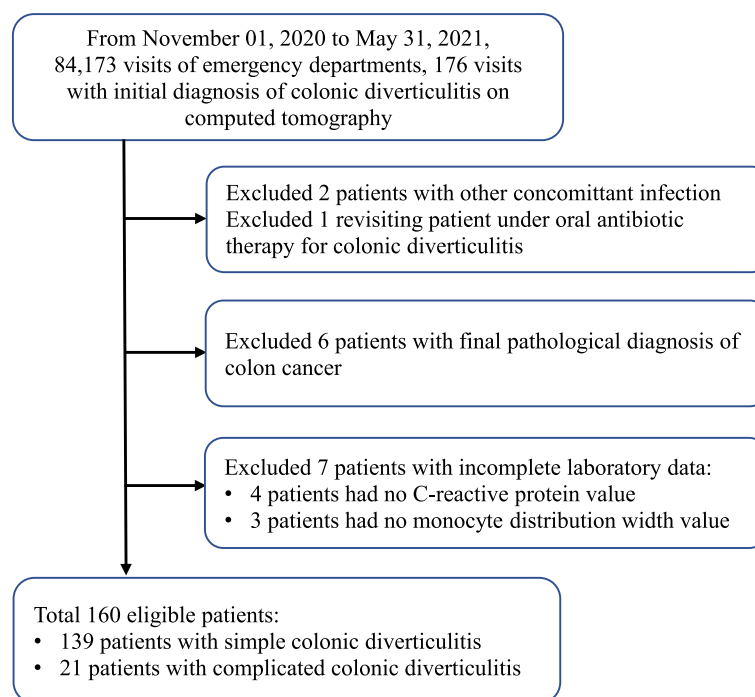 From November 01, 2020 to May 31, 2021,
84,173 visits of emergency departments, 176 visits
with initial diagnosis of colonic diverticulitis on
computed tomography
Excluded 2 patients with other concomittant infection
Excluded 1 revisiting patient under oral antibiotic
therapy for colonic diverticulitis
Excluded 6 patients with final pathological diagnosis of
colon cancer
Excluded 7 patients with incomplete laboratory data:
• 4 patients had no C-reactive protein value
• 3 patients had no monocyte distribution width value
Total 160 eligible patients:
• 139 patients with simple colonic diverticulitis
• 21 patients with complicated colonic diverticulitis